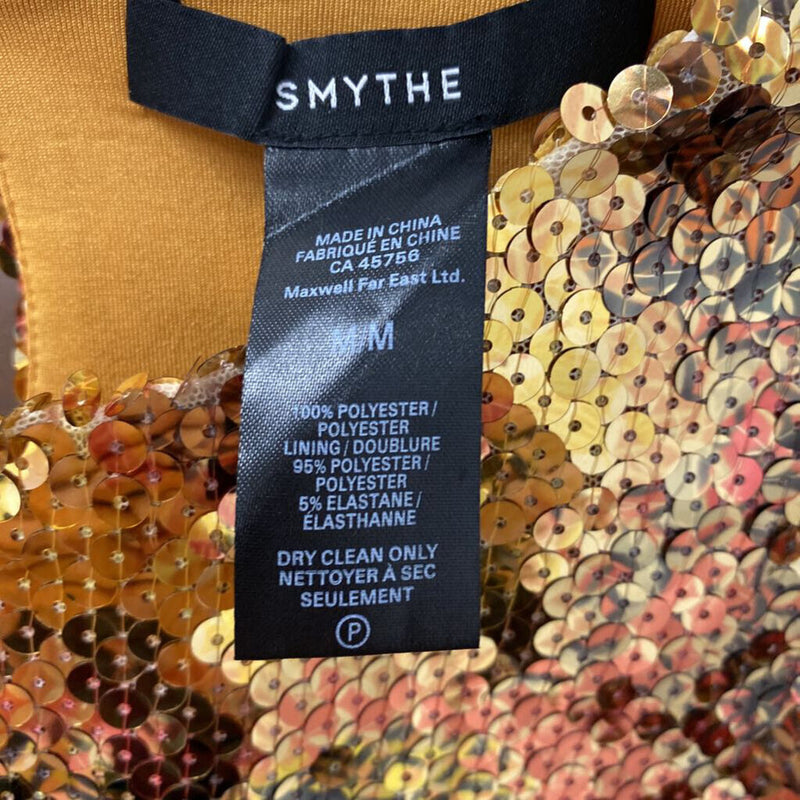 SMYTHE
MADE IN CHINA
FABRIQUÉ EN CHINE
CA 45756
Maxwell Far East Ltd.
M/M
100% POLYESTER/
POLYESTER
LINING/DOUBLURE
95% POLYESTER/
POLYESTER
5% ELASTANE/
ÉLASTHANNE
DRY CLEAN ONLY
NETTOYER À SEC
SEULEMENT
P